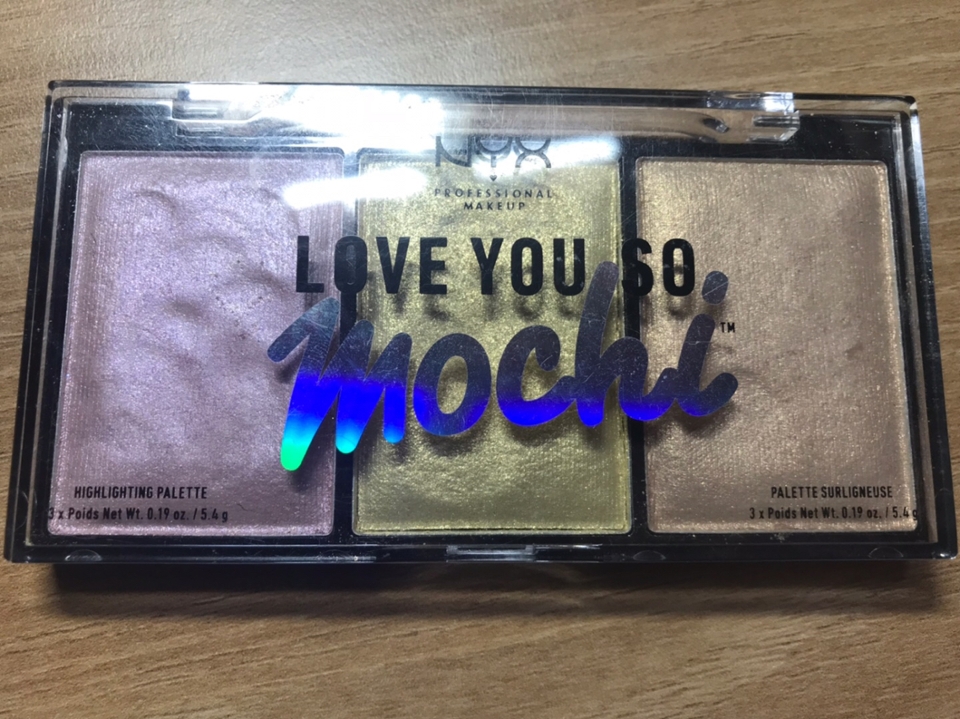 NYX
PROFESSIONAL
MAKEUP
LOVE YOU SO
mochi™
HIGHLIGHTING PALETTE
3 x Poids Net Wt. 0.19 oz. / 5.4 g
PALETTE SURLIGNEUSE
3 x Poids Net Wt. 0.19 oz. / 5.4 g